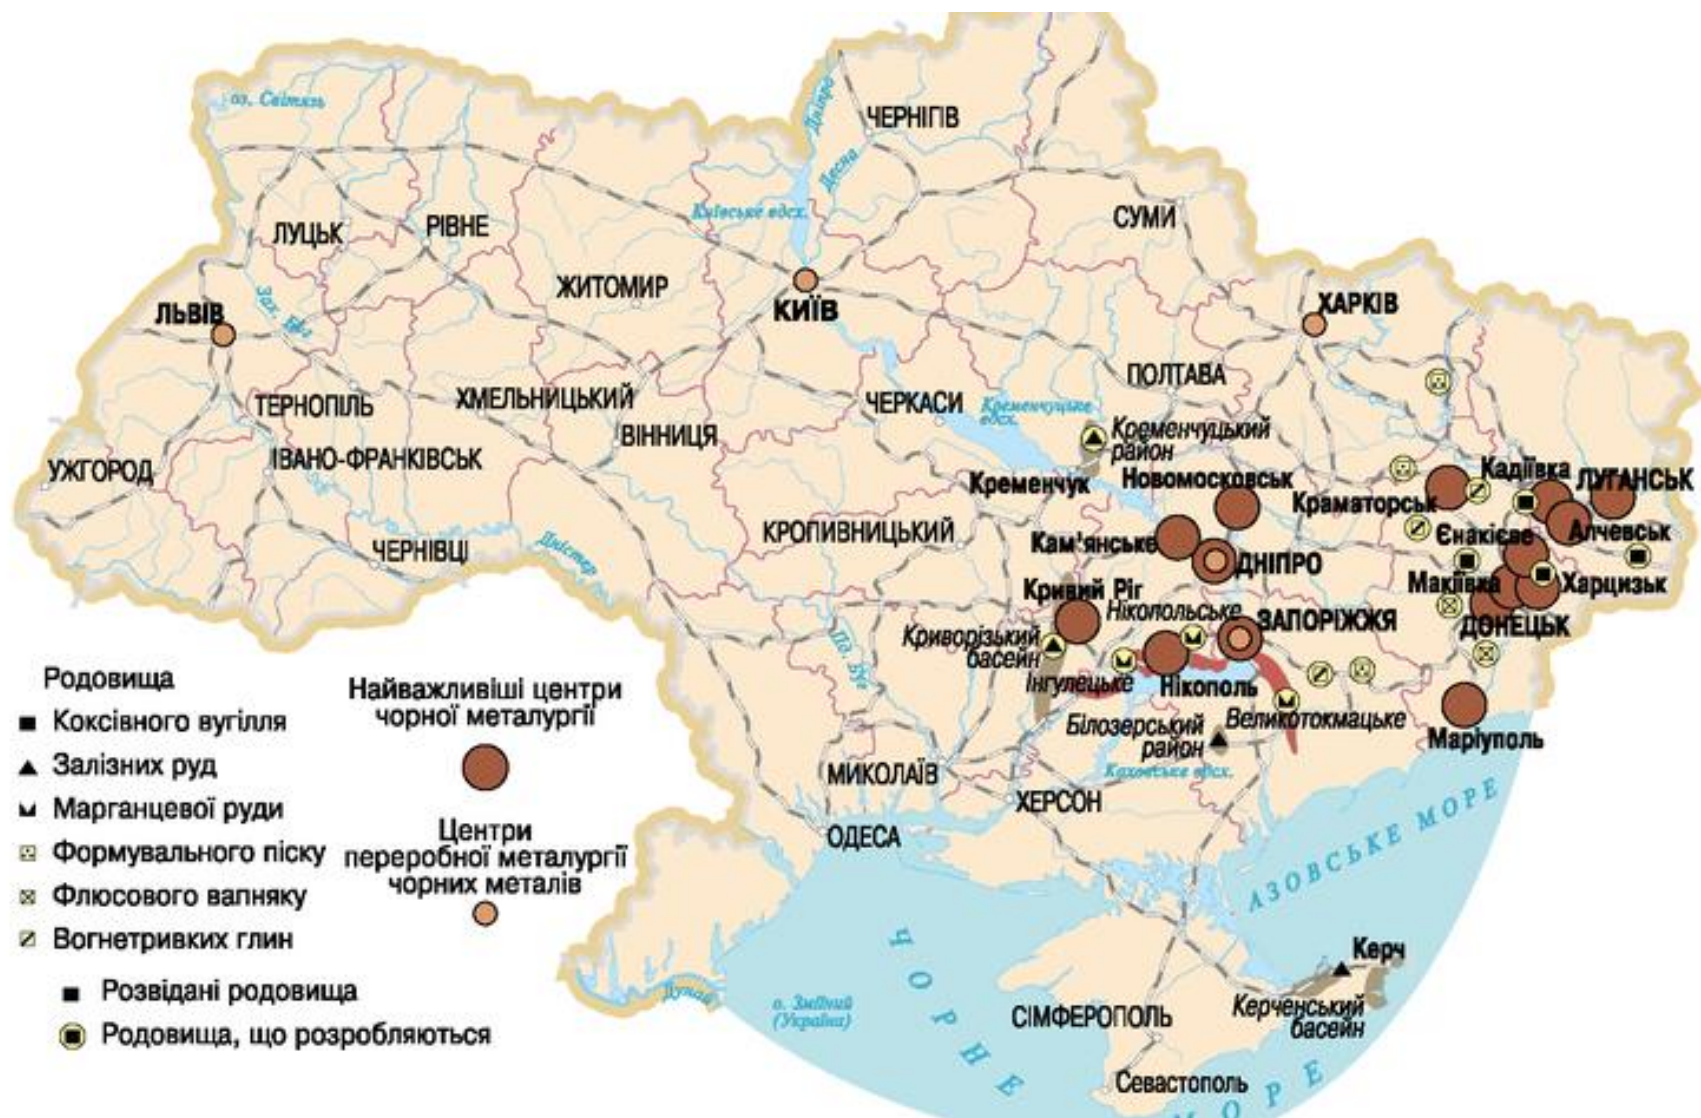 оз. Світязь
Дніпро
ЧЕРНІГІВ
Десна
Київське вдсх.
СУМИ
ЛУЦЬК
РІВНЕ
ЖИТОМИР
КИЇВ
ХАРКІВ
ЛЬВІВ
Зах. Буг
ПОЛТАВА
ТЕРНОПІЛЬ
ХМЕЛЬНИЦЬКИЙ
ЧЕРКАСИ
Кременчуцьке
вдсх.
ВІННИЦЯ
Кременчуцький
район
УЖГОРОД
ІВАНО-ФРАНКІВСЬК
Кременчук
Новомосковськ
Кадіївка
ЛУГАНСЬК
Краматорськ
КРОПИВНИЦЬКИЙ
ЧЕРНІВЦІ
Дністер
Кам'янське
Єнакієве
Алчевськ
ДНІПРО
Кривий Ріг
Макіївка
Харцизьк
Нікопольське
ЗАПОРІЖЖЯ
ДОНЕЦЬК
Криворізький
басейн
Пд. Буг
Інгулецьке
Нікополь
Білозерський
район
Великотокмацьке
Маріуполь
Каховське вдсх.
МИКОЛАЇВ
ХЕРСОН
ОДЕСА
АЗОВСЬКЕ МОРЕ
Керч
Керченський
басейн
Дунай
о. Зміїний
(Україна)
СІМФЕРОПОЛЬ
Севастополь
ЧОРНЕ МОРЕ
Родовища
Коксівного вугілля
Залізних руд
Марганцевої руди
Формувального піску
Флюсового вапняку
Вогнетривких глин
Розвідані родовища
Родовища, що розробляються
Найважливіші центри
чорної металургії
Центри
переробної металургії
чорних металів